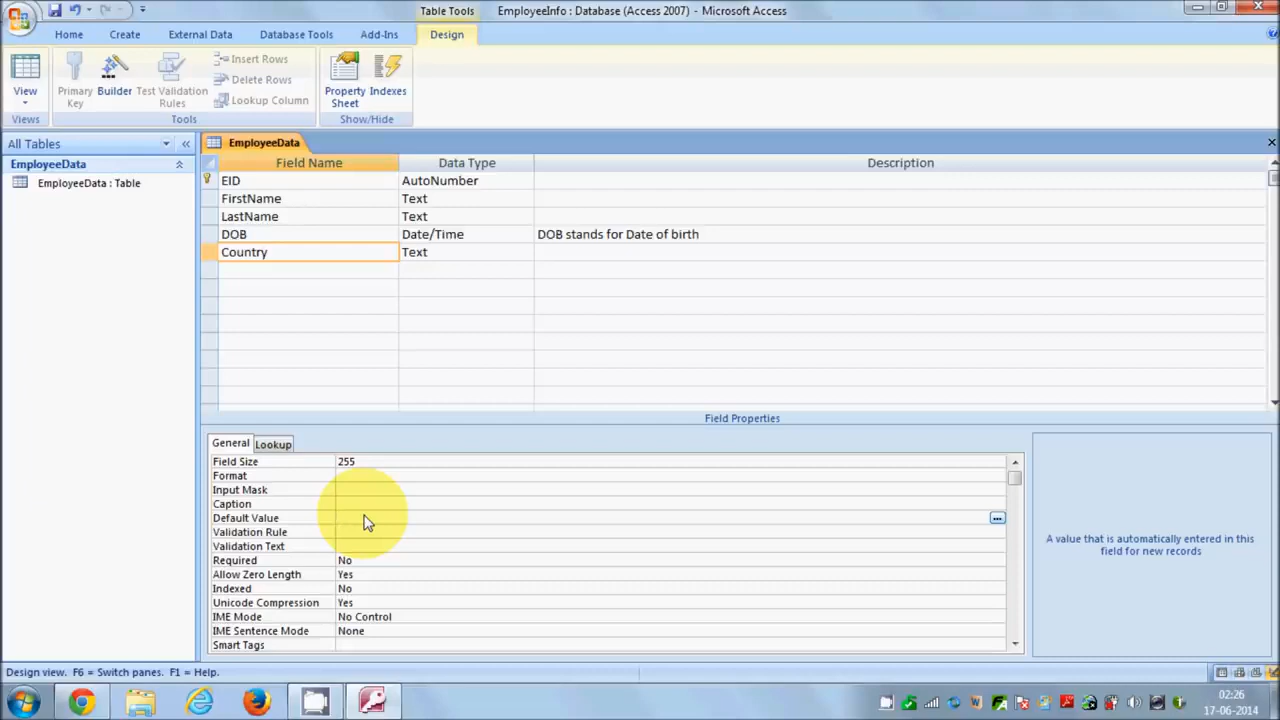 Table Tools EmployeeInfo : Database (Access 2007) - Microsoft Access
Home Create External Data Database Tools Add-Ins Design
View
Views
Primary Key
Builder
Test Validation Rules
Insert Rows
Delete Rows
Lookup Column
Tools
Property Sheet
Indexes
Show/Hide
All Tables
EmployeeData
EmployeeData : Table
EmployeeData
Field Name Data Type Description
EID AutoNumber
FirstName Text
LastName Text
DOB Date/Time DOB stands for Date of birth
Country Text
Field Properties
General Lookup
Field Size 255
Format
Input Mask
Caption
Default Value
Validation Rule
Validation Text
Required No
Allow Zero Length Yes
Indexed No
Unicode Compression Yes
IME Mode No Control
IME Sentence Mode None
Smart Tags
A value that is automatically entered in this
field for new records
Design view. F6 = Switch panes. F1 = Help.
02:26
17-06-2014